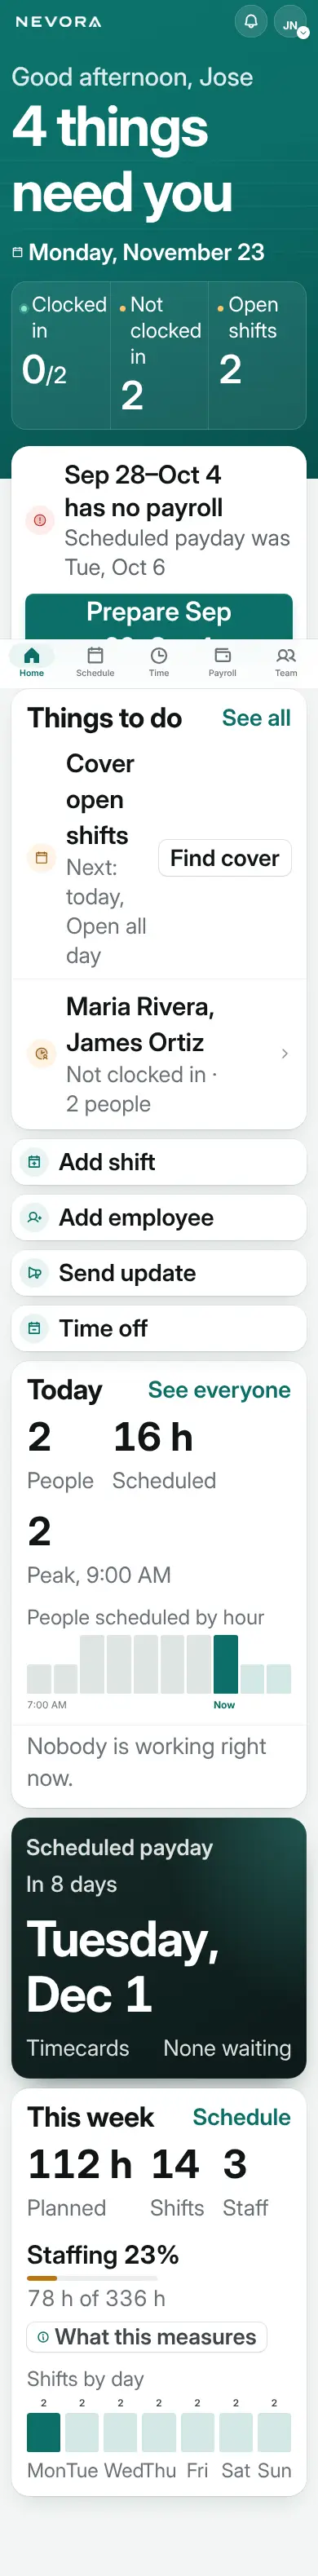 NEVORA
JN
Good afternoon, Jose
4 things
need you
Monday, November 23
Clocked
in
0/2
Not
clocked
in
2
Open
shifts
2
Sep 28–Oct 4
has no payroll
Scheduled payday was
Tue, Oct 6
Prepare Sep
Home
Schedule
Time
Payroll
Team
Things to do
See all
Cover
open
shifts
Next:
today,
Open all
day
Find cover
Maria Rivera,
James Ortiz
Not clocked in ·
2 people
Add shift
Add employee
Send update
Time off
Today
See everyone
2
People
16 h
Scheduled
2
Peak, 9:00 AM
People scheduled by hour
7:00 AM
Now
Nobody is working right
now.
Scheduled payday
In 8 days
Tuesday,
Dec 1
Timecards
None waiting
This week
Schedule
112 h
Planned
14
Shifts
3
Staff
Staffing 23%
78 h of 336 h
What this measures
Shifts by day
2 2 2 2 2 2 2
Mon Tue Wed Thu Fri Sat Sun